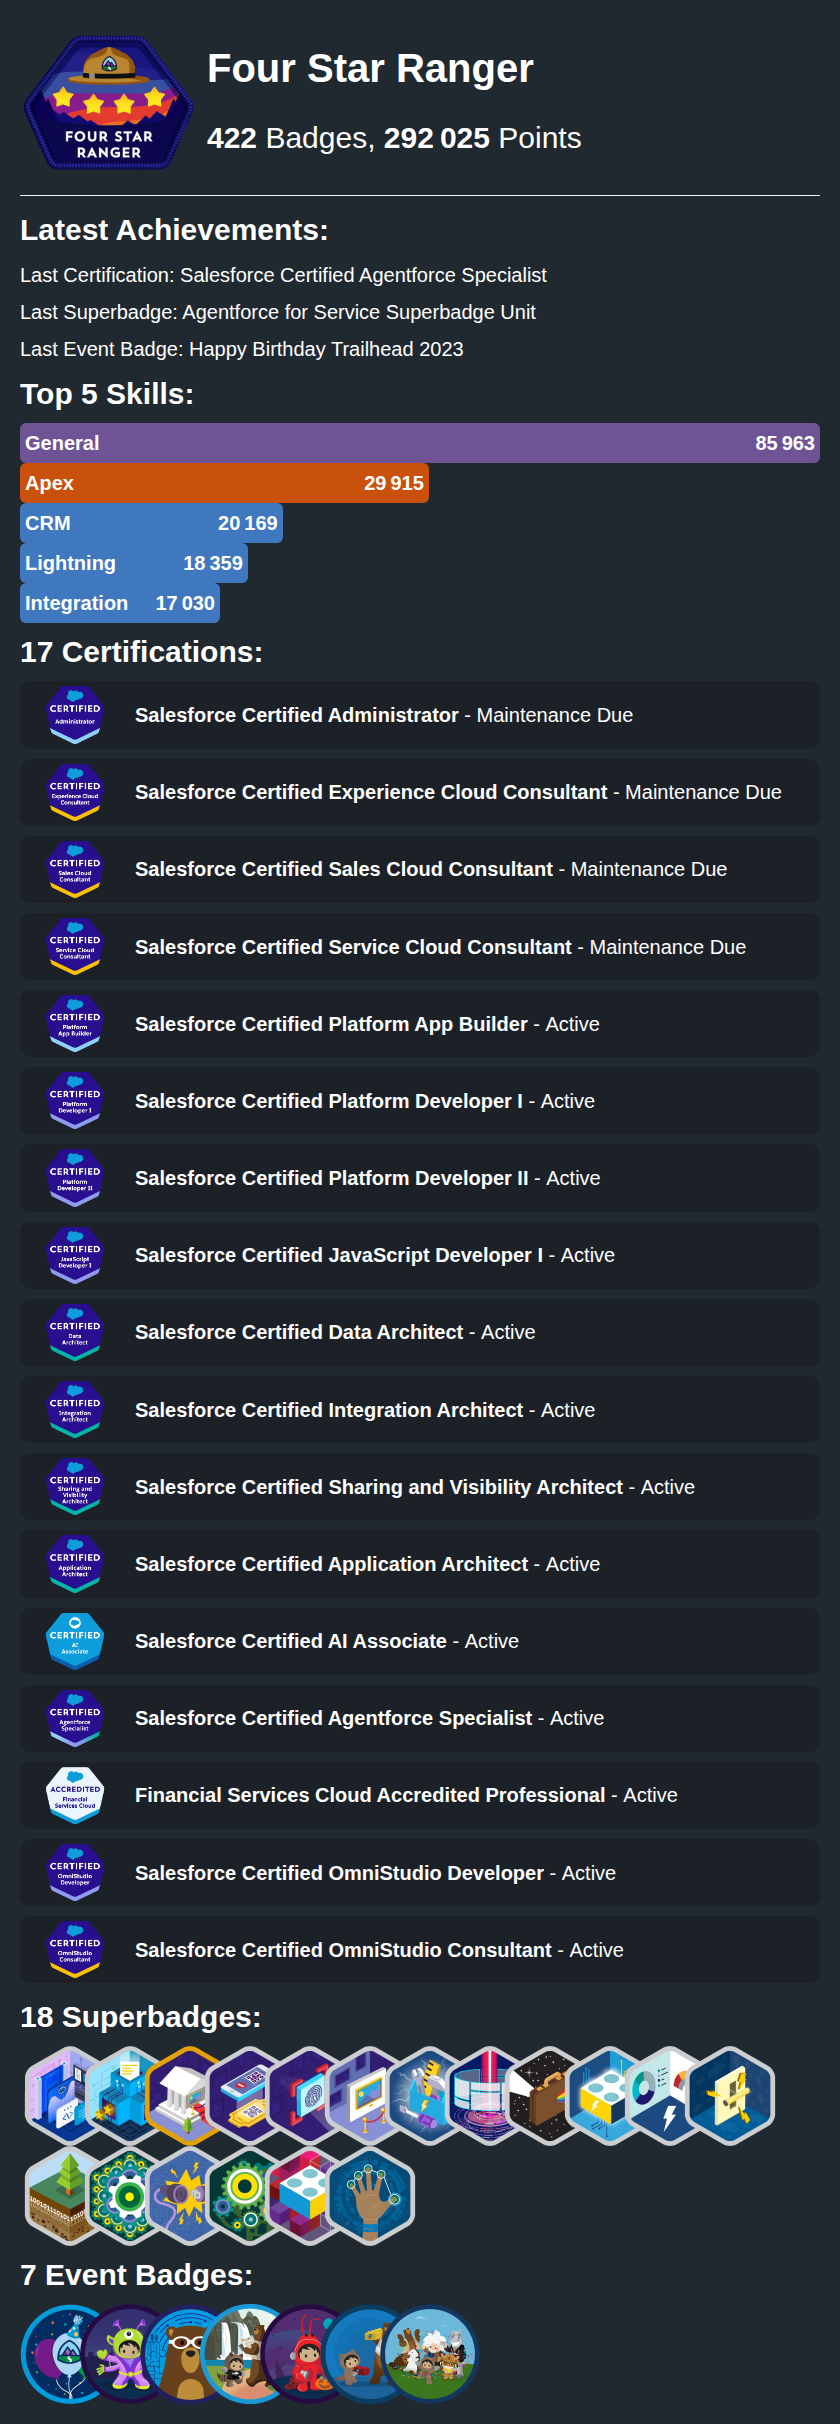 FOUR STAR
RANGER
Four Star Ranger
422 Badges, 292 025 Points
Latest Achievements:
Last Certification: Salesforce Certified Agentforce Specialist
Last Superbadge: Agentforce for Service Superbadge Unit
Last Event Badge: Happy Birthday Trailhead 2023
Top 5 Skills:
General 85 963
Apex 29 915
CRM 20 169
Lightning 18 359
Integration 17 030
17 Certifications:
CERTIFIED
Administrator
Salesforce Certified Administrator - Maintenance Due
CERTIFIED
Experience Cloud
Consultant
Salesforce Certified Experience Cloud Consultant - Maintenance Due
CERTIFIED
Sales Cloud
Consultant
Salesforce Certified Sales Cloud Consultant - Maintenance Due
CERTIFIED
Service Cloud
Consultant
Salesforce Certified Service Cloud Consultant - Maintenance Due
CERTIFIED
Platform
App Builder
Salesforce Certified Platform App Builder - Active
CERTIFIED
Platform
Developer I
Salesforce Certified Platform Developer I - Active
CERTIFIED
Platform
Developer II
Salesforce Certified Platform Developer II - Active
CERTIFIED
JavaScript
Developer I
Salesforce Certified JavaScript Developer I - Active
CERTIFIED
Data
Architect
Salesforce Certified Data Architect - Active
CERTIFIED
Integration
Architect
Salesforce Certified Integration Architect - Active
CERTIFIED
Sharing and
Visibility
Architect
Salesforce Certified Sharing and Visibility Architect - Active
CERTIFIED
Application
Architect
Salesforce Certified Application Architect - Active
CERTIFIED
AI
Associate
Salesforce Certified AI Associate - Active
CERTIFIED
Agentforce
Specialist
Salesforce Certified Agentforce Specialist - Active
ACCREDITED
Financial
Services Cloud
Financial Services Cloud Accredited Professional - Active
CERTIFIED
OmniStudio
Developer
Salesforce Certified OmniStudio Developer - Active
CERTIFIED
OmniStudio
Consultant
Salesforce Certified OmniStudio Consultant - Active
18 Superbadges:
7 Event Badges: